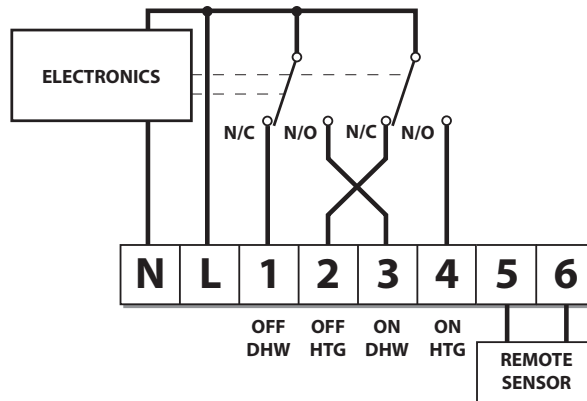 ELECTRONICS
N/C N/O N/C N/O
N L 1 2 3 4 5 6
OFF DHW
OFF HTG
ON DHW
ON HTG
REMOTE
SENSOR